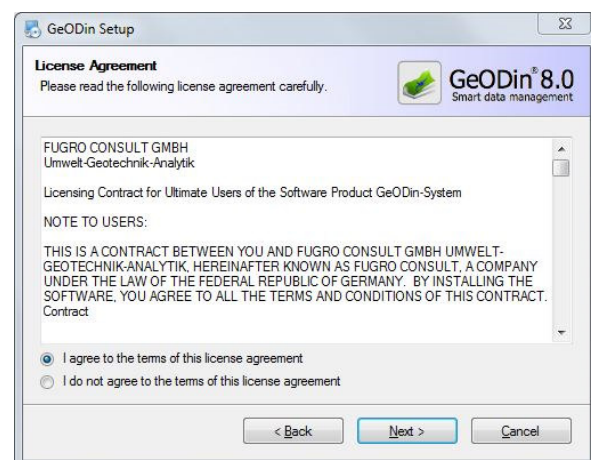 GeODin Setup
License Agreement
Please read the following license agreement carefully.
GeODin® 8.0
Smart data management
FUGRO CONSULT GMBH
Umwelt-Geotechnik-Analytik
Licensing Contract for Ultimate Users of the Software Product GeODin-System
NOTE TO USERS:
THIS IS A CONTRACT BETWEEN YOU AND FUGRO CONSULT GMBH UMWELT-
GEOTECHNIK-ANALYTIK, HEREINAFTER KNOWN AS FUGRO CONSULT, A COMPANY
UNDER THE LAW OF THE FEDERAL REPUBLIC OF GERMANY. BY INSTALLING THE
SOFTWARE, YOU AGREE TO ALL THE TERMS AND CONDITIONS OF THIS CONTRACT.
Contract
I agree to the terms of this license agreement
I do not agree to the terms of this license agreement
< Back
Next >
Cancel